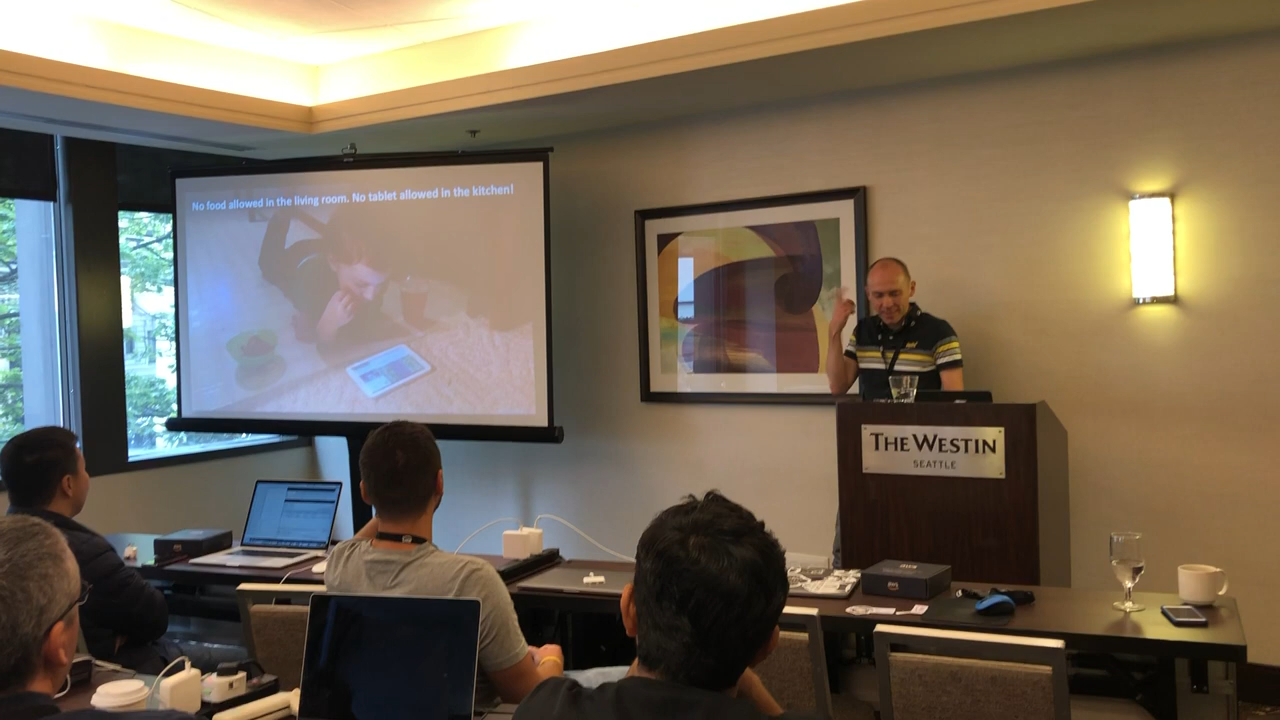 No food allowed in the living room. No tablet allowed in the kitchen!
THE WESTIN
SEATTLE